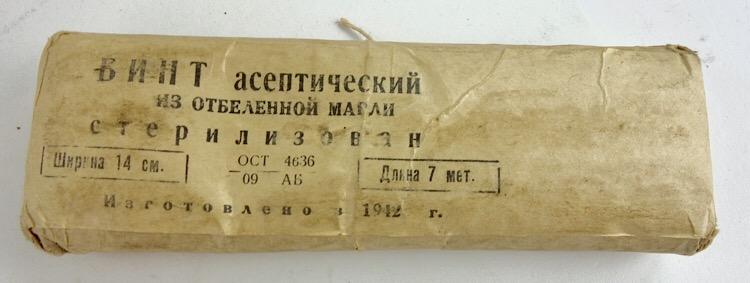 БИНТ асептический
ИЗ ОТБЕЛЕННОЙ МАРЛИ
стерилизован
Ширина 14 см.
ОСТ 4636
09 АБ
Длина 7 мет.
Изготовлено в 1942 г.